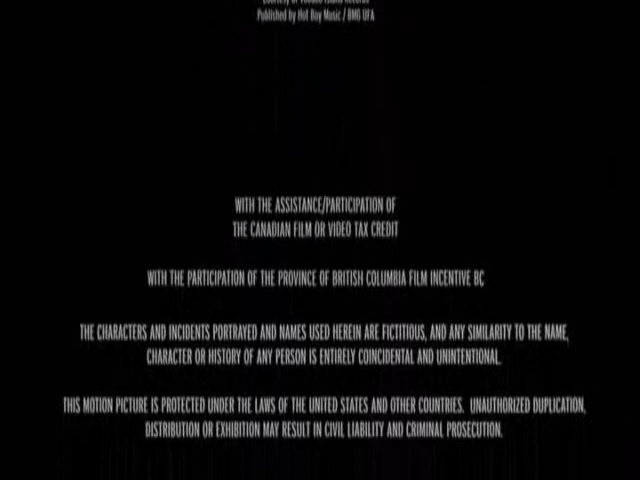 Published by Hot Boy Music / BMG UFA
WITH THE ASSISTANCE/PARTICIPATION OF
THE CANADIAN FILM OR VIDEO TAX CREDIT
WITH THE PARTICIPATION OF THE PROVINCE OF BRITISH COLUMBIA FILM INCENTIVE BC
THE CHARACTERS AND INCIDENTS PORTRAYED AND NAMES USED HEREIN ARE FICTITIOUS, AND ANY SIMILARITY TO THE NAME,
CHARACTER OR HISTORY OF ANY PERSON IS ENTIRELY COINCIDENTAL AND UNINTENTIONAL.
THIS MOTION PICTURE IS PROTECTED UNDER THE LAWS OF THE UNITED STATES AND OTHER COUNTRIES. UNAUTHORIZED DUPLICATION,
DISTRIBUTION OR EXHIBITION MAY RESULT IN CIVIL LIABILITY AND CRIMINAL PROSECUTION.